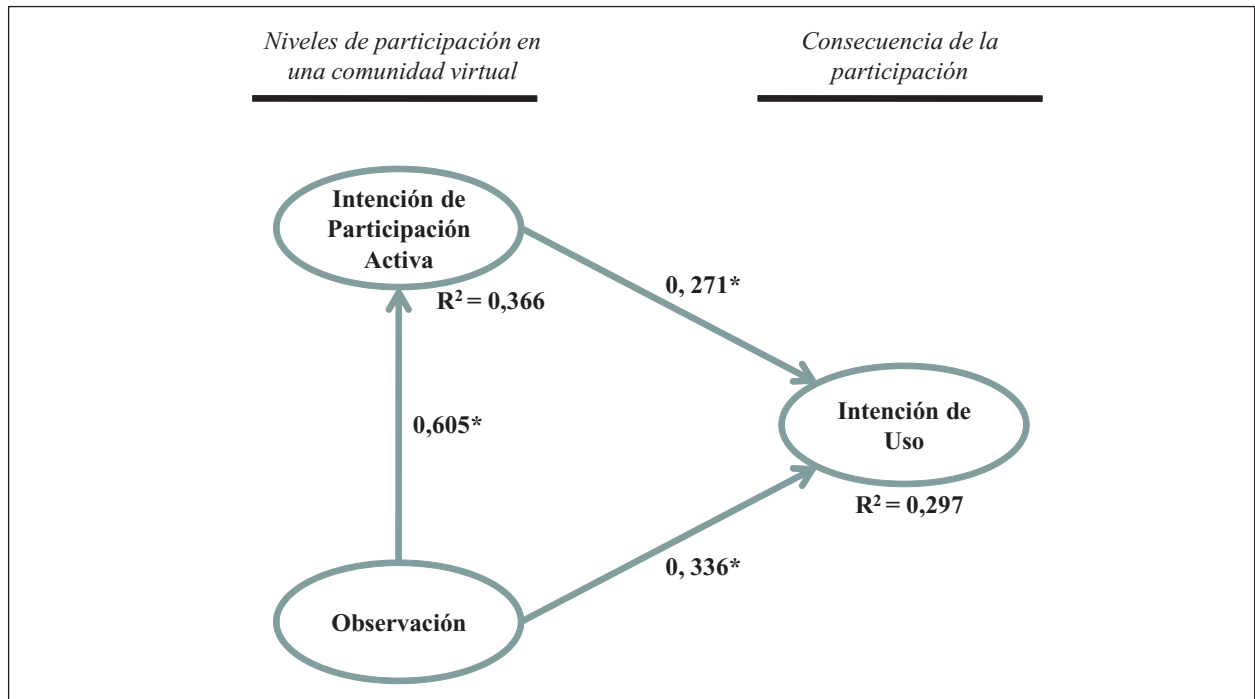 Niveles de participación en
una comunidad virtual
Consecuencia de la
participación
Intención de
Participación
Activa
R² = 0,366
0, 271*
0,605*
Intención de
Uso
R² = 0,297
0, 336*
Observación